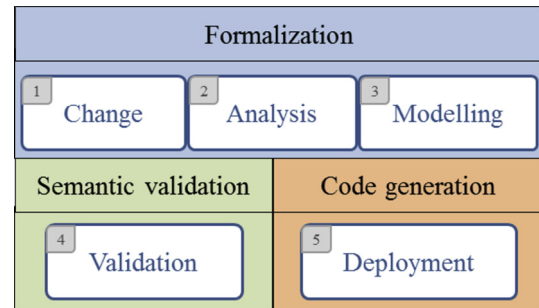 Formalization
1 2 3
Change Analysis Modelling
Semantic validation Code generation
4 5
Validation Deployment